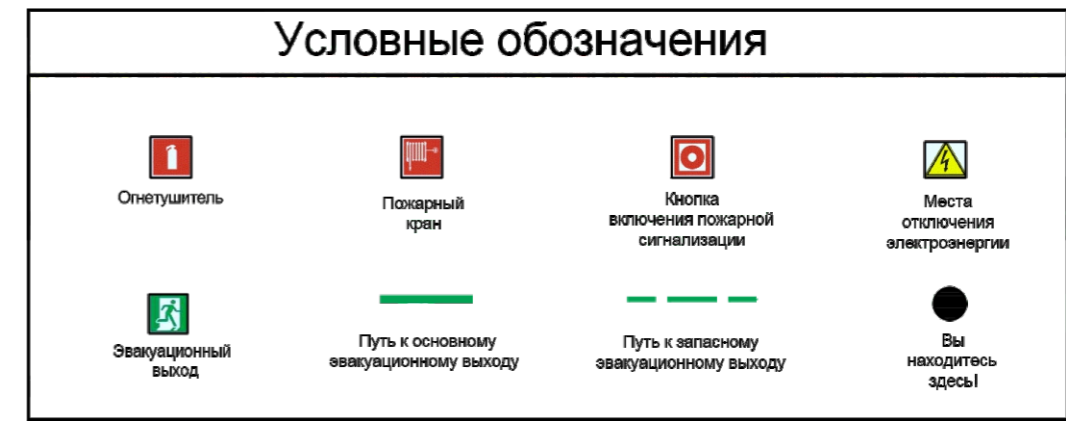 Условные обозначения
Огнетушитель
Пожарный
кран
Кнопка
включения пожарной
сигнализации
Места
отключения
электроэнергии
Эвакуационный
выход
Путь к основному
эвакуационному выходу
Путь к запасному
эвакуационному выходу
Вы
находитесь
здесь!